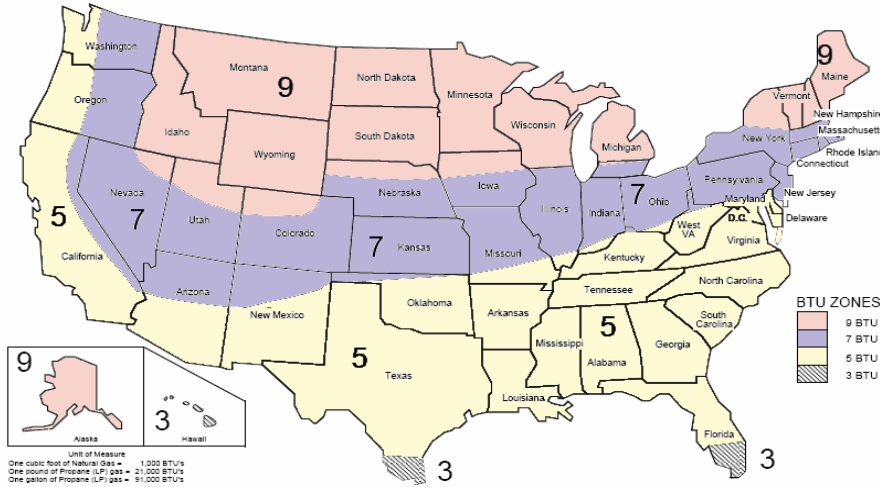 Washington
Montana
9
North Dakota
Minnesota
9
Maine
Vermont
New Hampshire
Massachusett
Rhode Island
Connecticut
Oregon
Idaho
South Dakota
Wisconsin
Michigan
New York
Wyoming
Nevada
7
Utah
Nebraska
Iowa
Illinois
Indiana
7
Ohio
Pennsylvania
New Jersey
Maryland
D.C.
Delaware
5
California
Colorado
7
Kansas
Missouri
West
VA
Virginia
Kentucky
Arizona
New Mexico
Oklahoma
Arkansas
Tennessee
North Carolina
South
Carolina
5
Texas
Louisiana
Mississippi
5
Alabama
Georgia
Florida
3
3
BTU ZONES
9 BTU
7 BTU
5 BTU
3 BTU
9
Alaska
3
Hawaii
Unit of Measure
One cubic foot of Natural Gas = 1,000 BTU's
One pound of Propane (LP) gas = 21,000 BTU's
One gallon of Propane (LP) gas = 91,000 BTU's